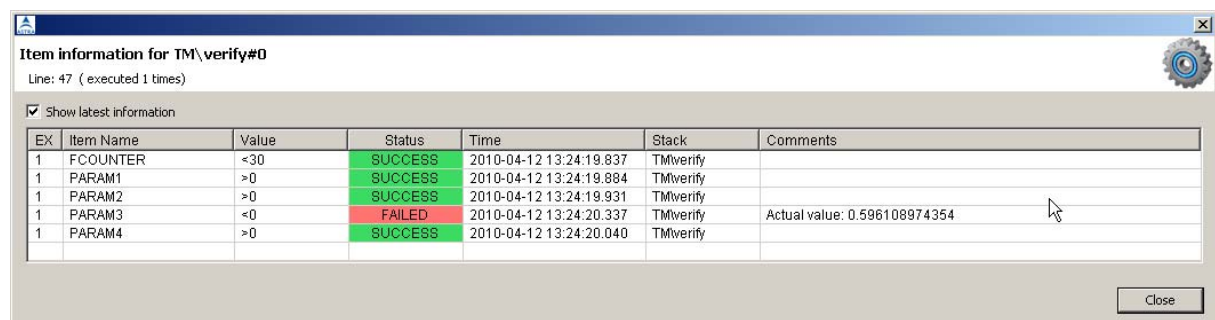 ASTRA
Item information for TM\verify#0
Line: 47 ( executed 1 times)
Show latest information
EX Item Name Value Status Time Stack Comments
1 FCOUNTER <30 SUCCESS 2010-04-12 13:24:19.837 TM\verify
1 PARAM1 >0 SUCCESS 2010-04-12 13:24:19.884 TM\verify
1 PARAM2 >0 SUCCESS 2010-04-12 13:24:19.931 TM\verify
1 PARAM3 <0 FAILED 2010-04-12 13:24:20.337 TM\verify Actual value: 0.596108974354
1 PARAM4 >0 SUCCESS 2010-04-12 13:24:20.040 TM\verify
Close